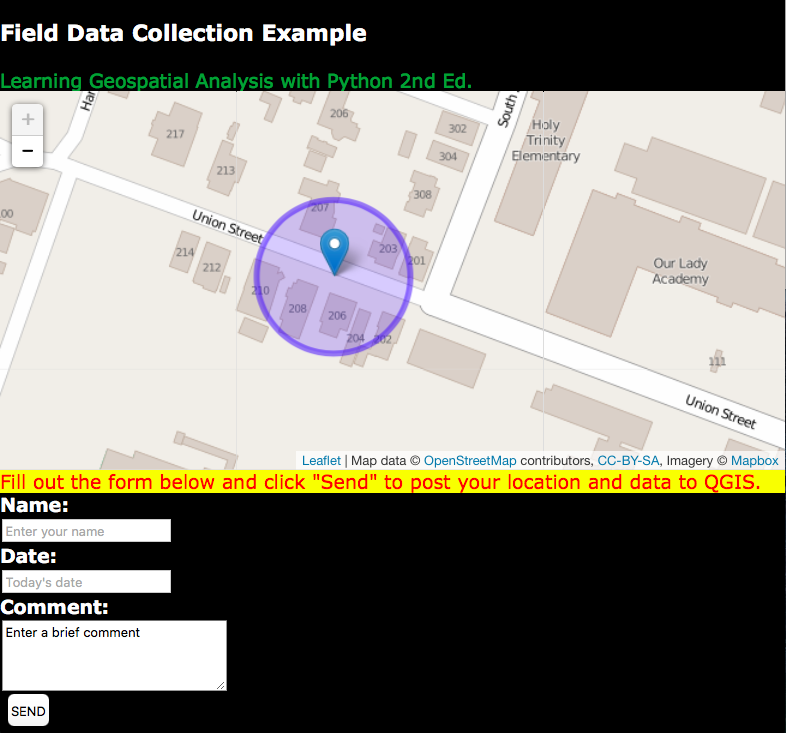 Field Data Collection Example
Learning Geospatial Analysis with Python 2nd Ed.
+
-
217
206
302
304
South
Holy
Trinity
Elementary
213
308
207
Union Street
214
212
203
201
Our Lady
Academy
210
208
206
204
202
111
Union Street
Leaflet | Map data © OpenStreetMap contributors, CC-BY-SA, Imagery © Mapbox
Fill out the form below and click "Send" to post your location and data to QGIS.
Name:
Enter your name
Date:
Today's date
Comment:
Enter a brief comment
SEND